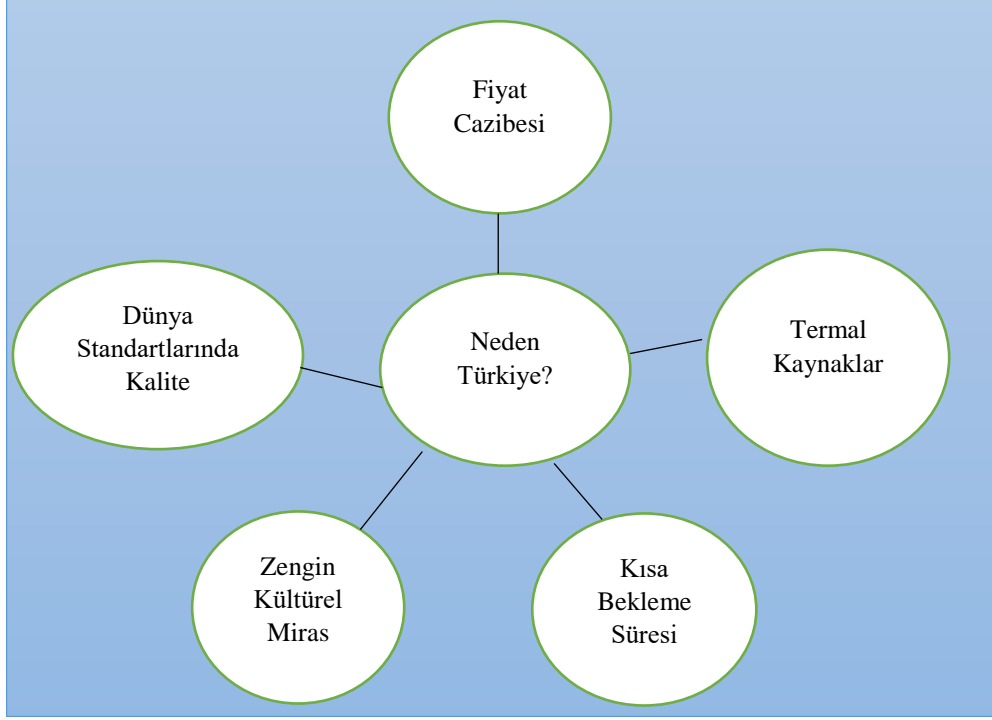 Fiyat
Cazibesi
Dünya
Standartlarında
Kalite
Neden
Türkiye?
Termal
Kaynaklar
Zengin
Kültürel
Miras
Kısa
Bekleme
Süresi